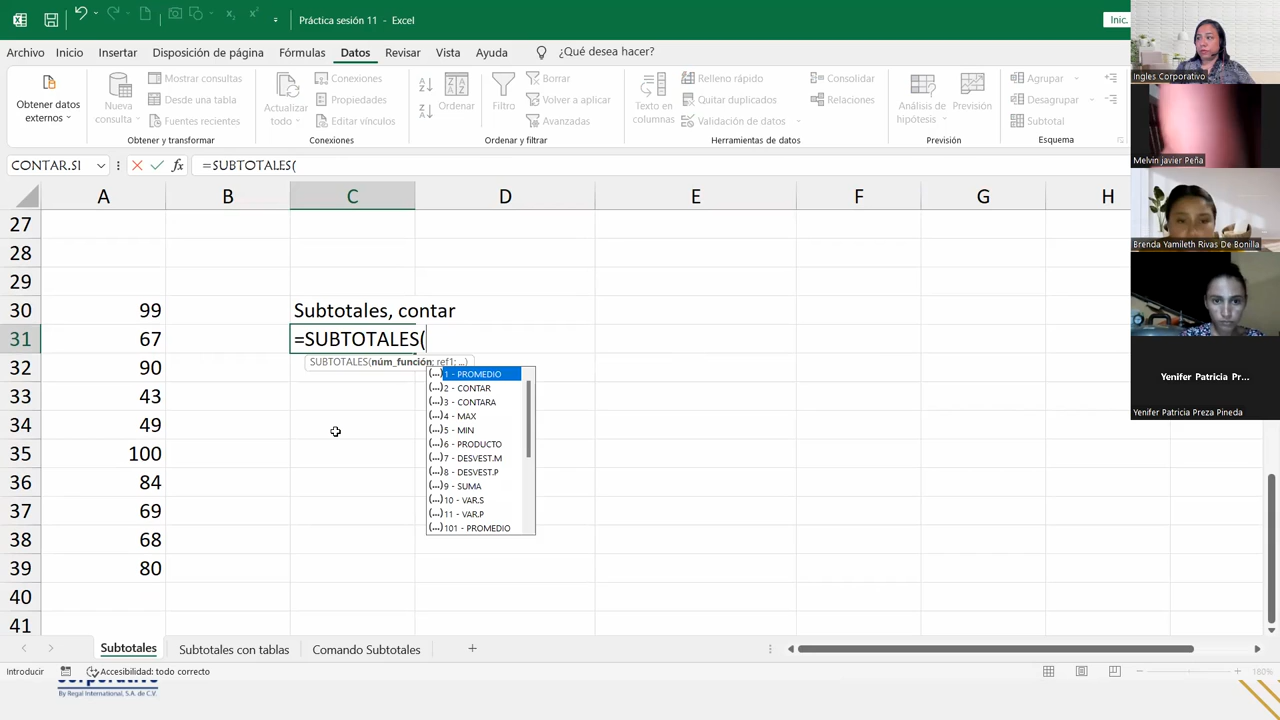 Práctica sesión 11 - Excel
Inic.
Archivo Inicio Insertar Disposición de página Fórmulas Datos Revisar Vista Ayuda ¿Qué desea hacer?
Obtener datos externos
Nueva consulta
Mostrar consultas
Desde una tabla
Fuentes recientes
Obtener y transformar
Actualizar todo
Conexiones
Propiedades
Editar vínculos
Conexiones
Ordenar
Filtro
Volver a aplicar
Avanzadas
Ordenar y filtrar
Texto en columnas
Relleno rápido
Quitar duplicados
Validación de datos
Consolidar
Relaciones
Herramientas de datos
Análisis de hipótesis
Previsión
Previsión
Agrupar
Desagrupar
Subtotal
Esquema
CONTAR.SI fx =SUBTOTALES(
A B C D E F G H
27
28
29
30 99 Subtotales, contar
31 67 =SUBTOTALES(
SUBTOTALES(núm_función; ref1; ...)
32 90
33 43
34 49
35 100
36 84
37 69
38 68
39 80
40
41
(...) 1 - PROMEDIO
(...) 2 - CONTAR
(...) 3 - CONTARA
(...) 4 - MAX
(...) 5 - MIN
(...) 6 - PRODUCTO
(...) 7 - DESVEST.M
(...) 8 - DESVEST.P
(...) 9 - SUMA
(...) 10 - VAR.S
(...) 11 - VAR.P
(...) 101 - PROMEDIO
Subtotales Subtotales con tablas Comando Subtotales
Introducir Accesibilidad: todo correcto 180%
By Regal International, S.A. de C.V.
Ingles Corporativo
Melvin javier Peña
Brenda Yamileth Rivas De Bonilla
Yenifer Patricia Pr...
Yenifer Patricia Preza Pineda